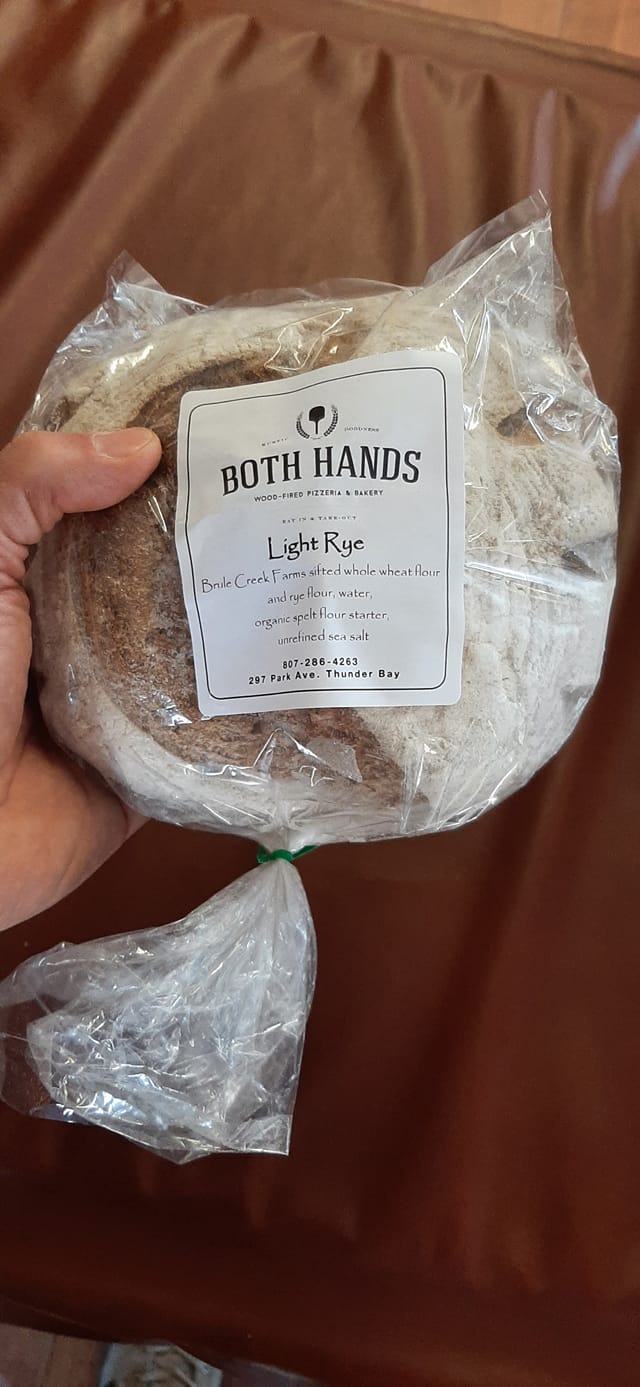 RUSTIC GOODNESS
BOTH HANDS
WOOD-FIRED PIZZERIA & BAKERY
EAT IN & TAKE-OUT
Light Rye
Brule Creek Farms sifted whole wheat flour
and rye flour, water,
organic spelt flour starter,
unrefined sea salt
807-286-4263
297 Park Ave. Thunder Bay